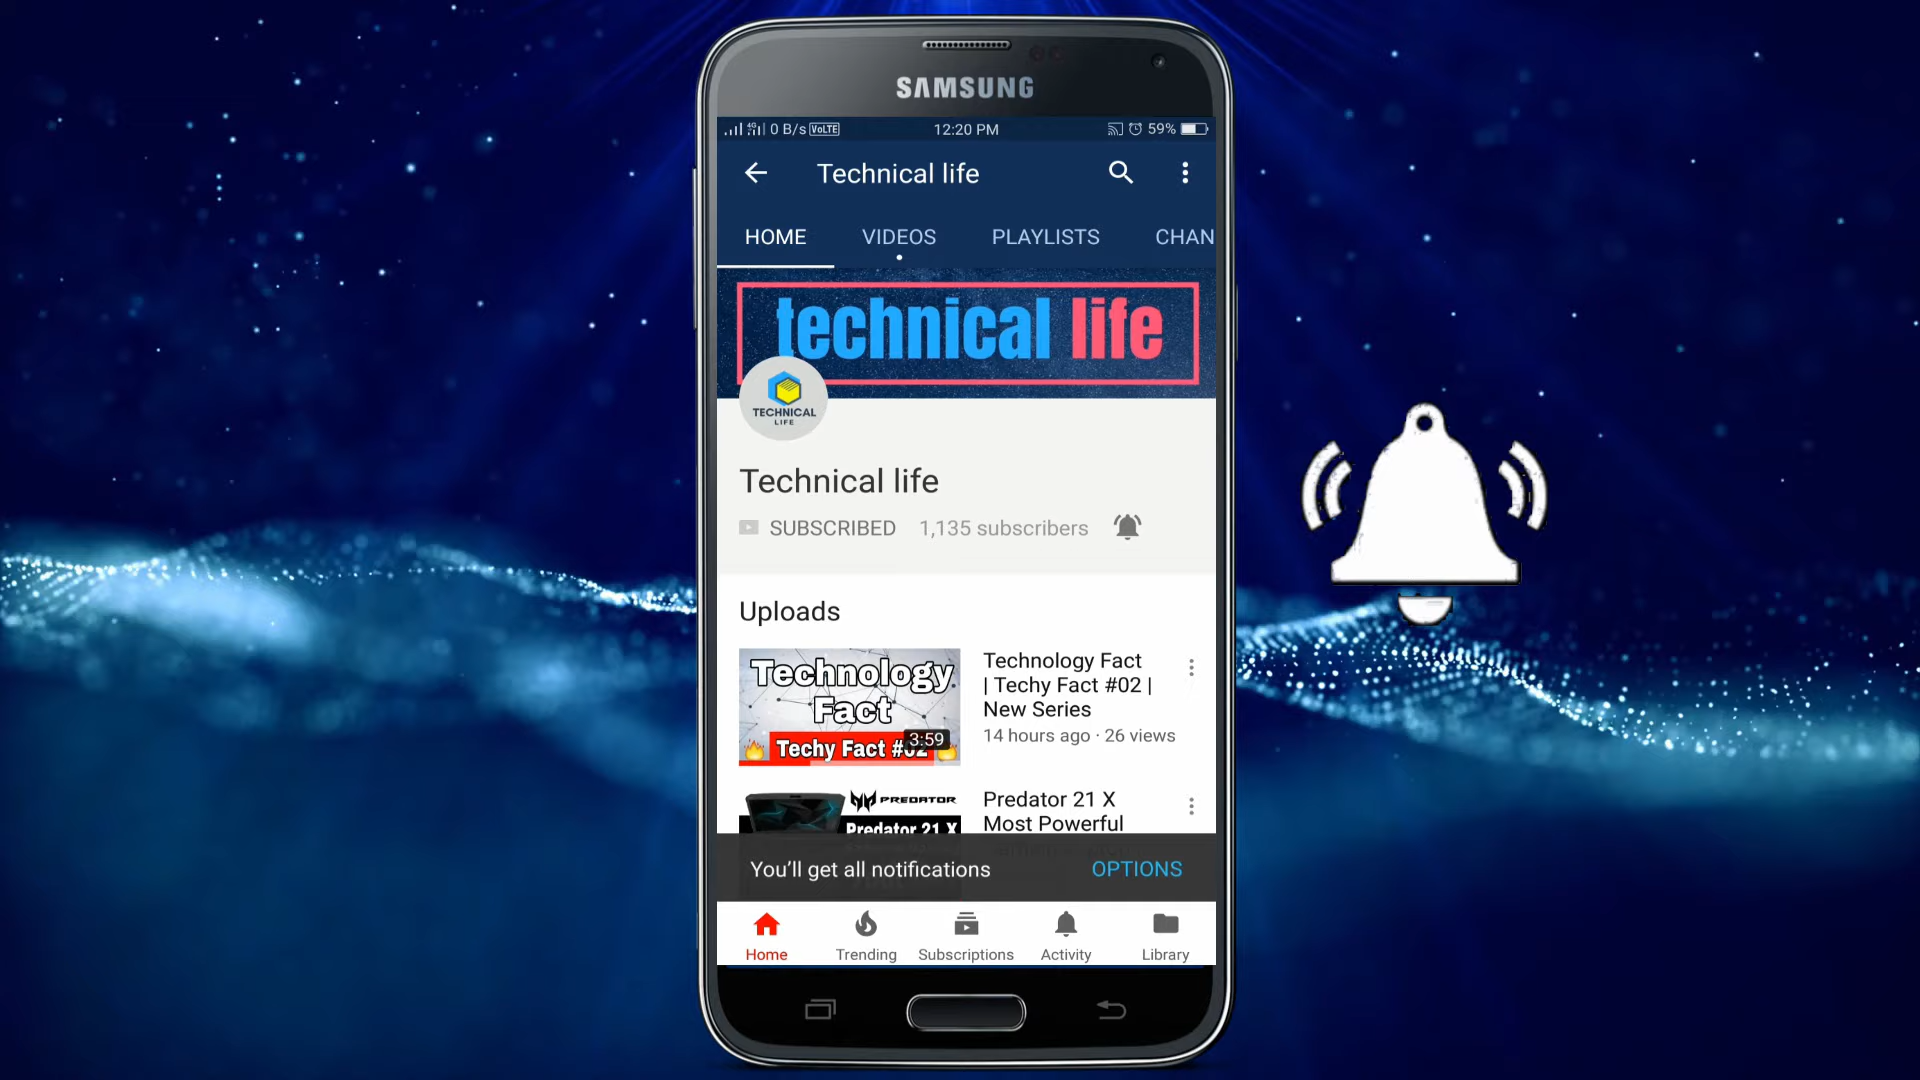 SAMSUNG
4G 0 B/s VoLTE 12:20 PM 59%
Technical life
HOME VIDEOS PLAYLISTS CHAN
technical life
TECHNICAL
LIFE
Technical life
SUBSCRIBED 1,135 subscribers
Uploads
Technology
Fact
3:59
Techy Fact #02
Technology Fact
| Techy Fact #02 |
New Series
14 hours ago · 26 views
PREDATOR
Predator 21 X
Predator 21 X
Most Powerful
You’ll get all notifications OPTIONS
Home Trending Subscriptions Activity Library